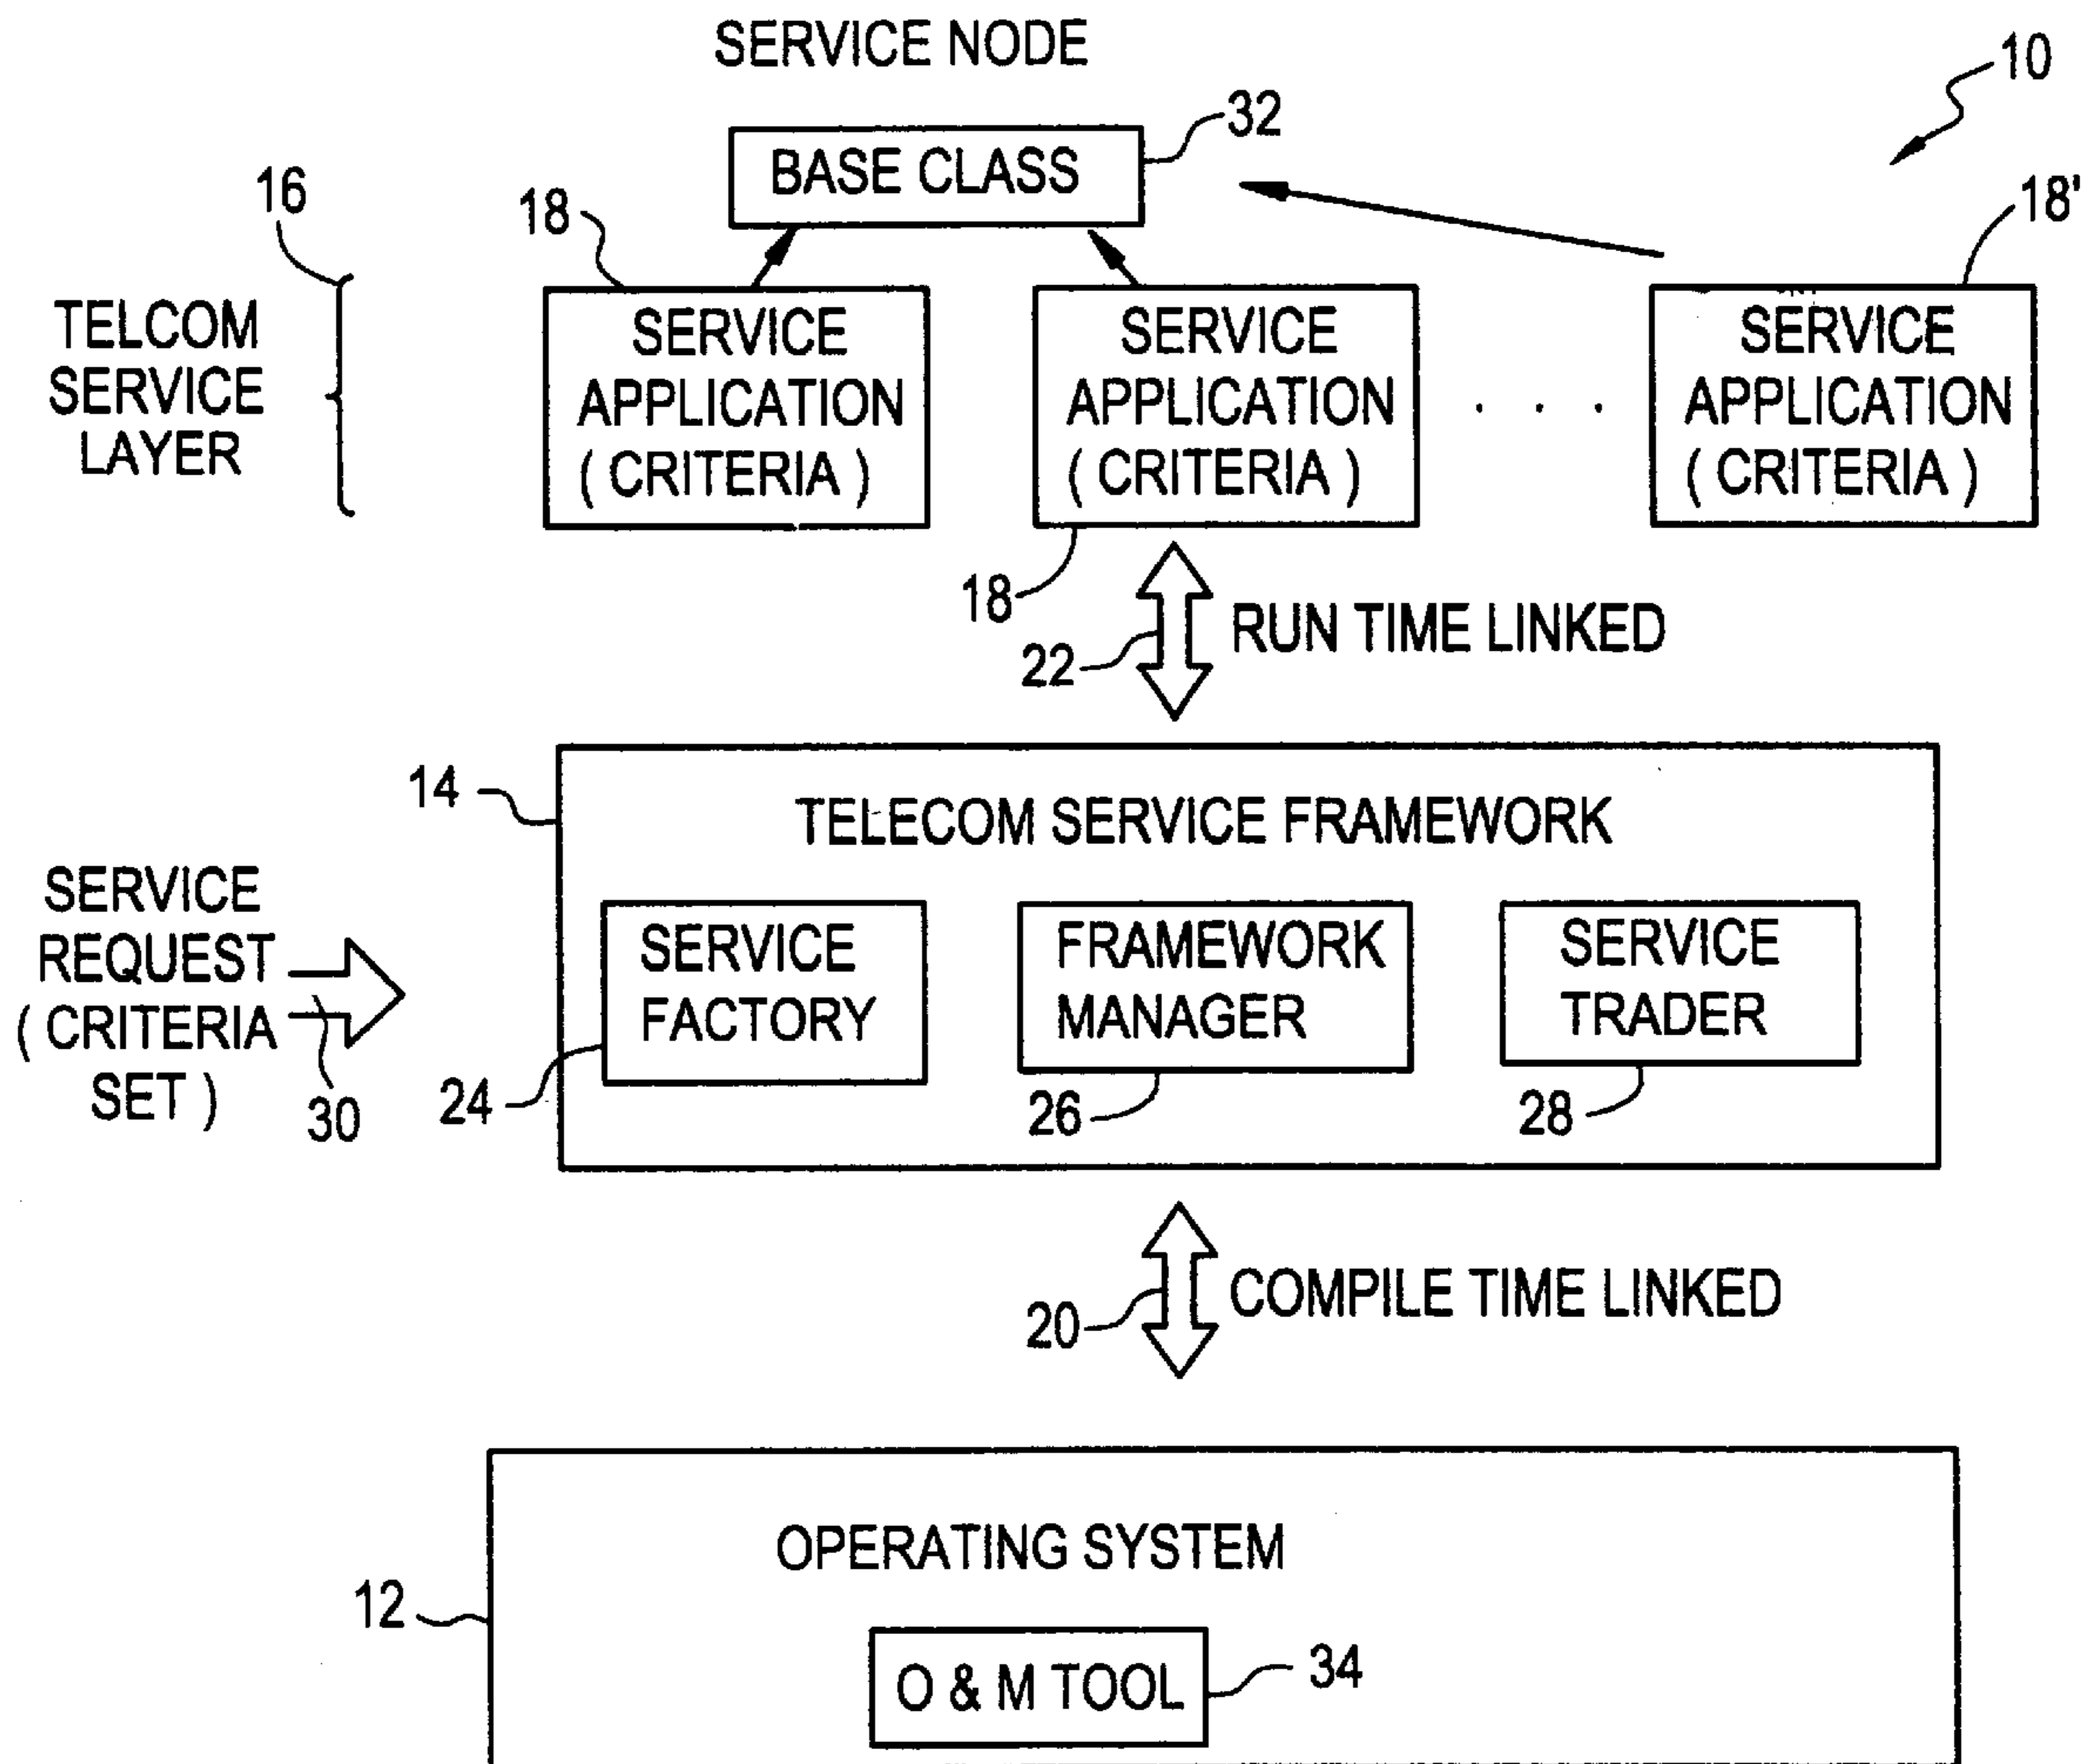 SERVICE NODE
10
32
BASE CLASS
16
18
18'
TELCOM
SERVICE
LAYER
SERVICE
APPLICATION
( CRITERIA )
SERVICE
APPLICATION
( CRITERIA )
. . .
SERVICE
APPLICATION
( CRITERIA )
18
22
RUN TIME LINKED
14
TELECOM SERVICE FRAMEWORK
SERVICE
REQUEST
( CRITERIA
SET )
30
SERVICE
FACTORY
24
FRAMEWORK
MANAGER
26
SERVICE
TRADER
28
20
COMPILE TIME LINKED
OPERATING SYSTEM
12
O & M TOOL
34